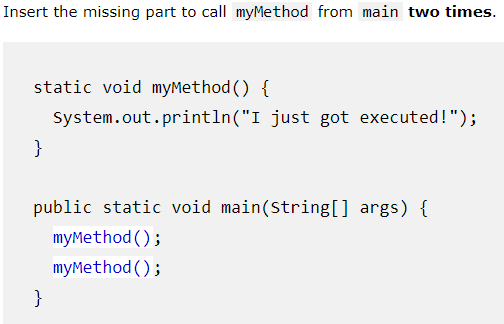 Insert the missing part to call myMethod from main two times.
static void myMethod() {
System.out.println("I just got executed!");
}
public static void main(String[] args) {
myMethod();
myMethod();
}